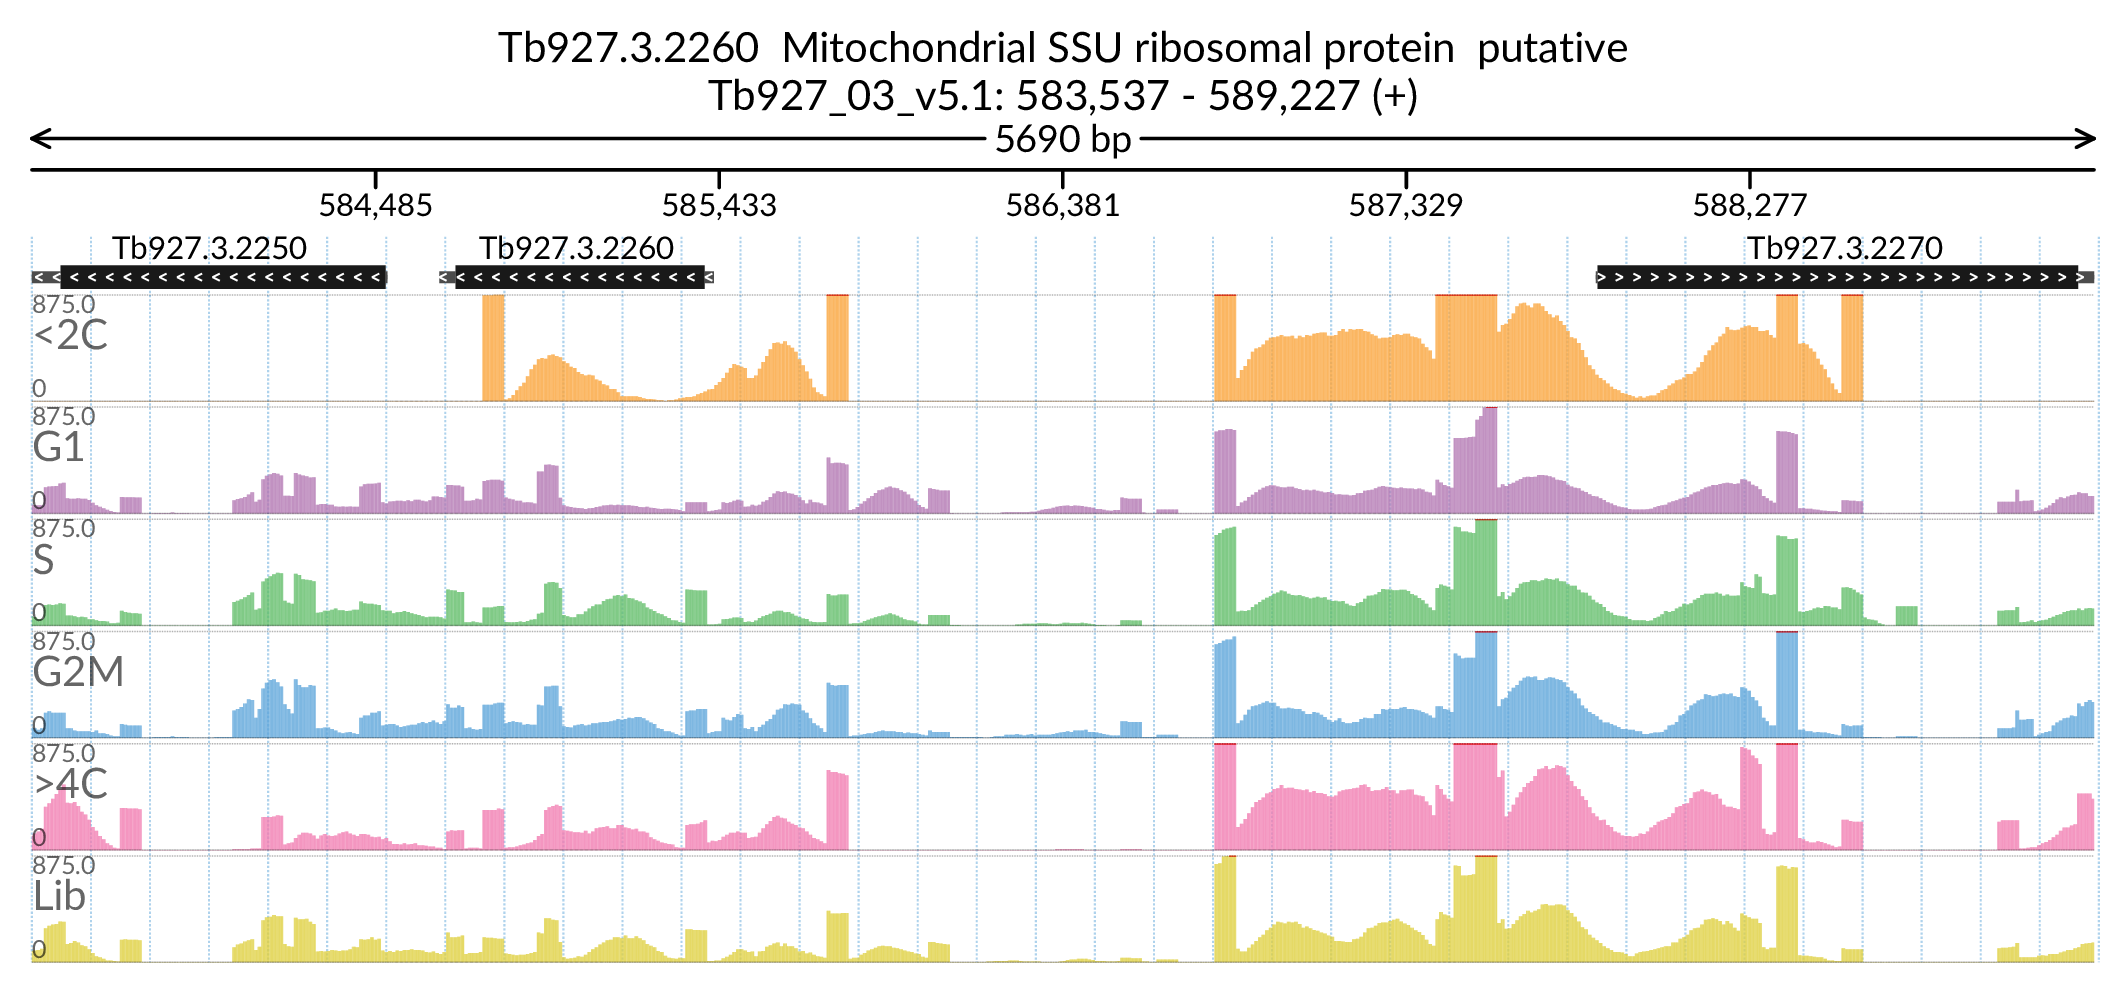 Tb927.3.2260 Mitochondrial SSU ribosomal protein putative
Tb927_03_v5.1: 583,537 - 589,227 (+)
5690 bp
584,485 585,433 586,381 587,329 588,277
Tb927.3.2250 Tb927.3.2260 Tb927.3.2270
875.0
<2C
0
875.0
G1
0
875.0
S
0
875.0
G2M
0
875.0
>4C
0
875.0
Lib
0